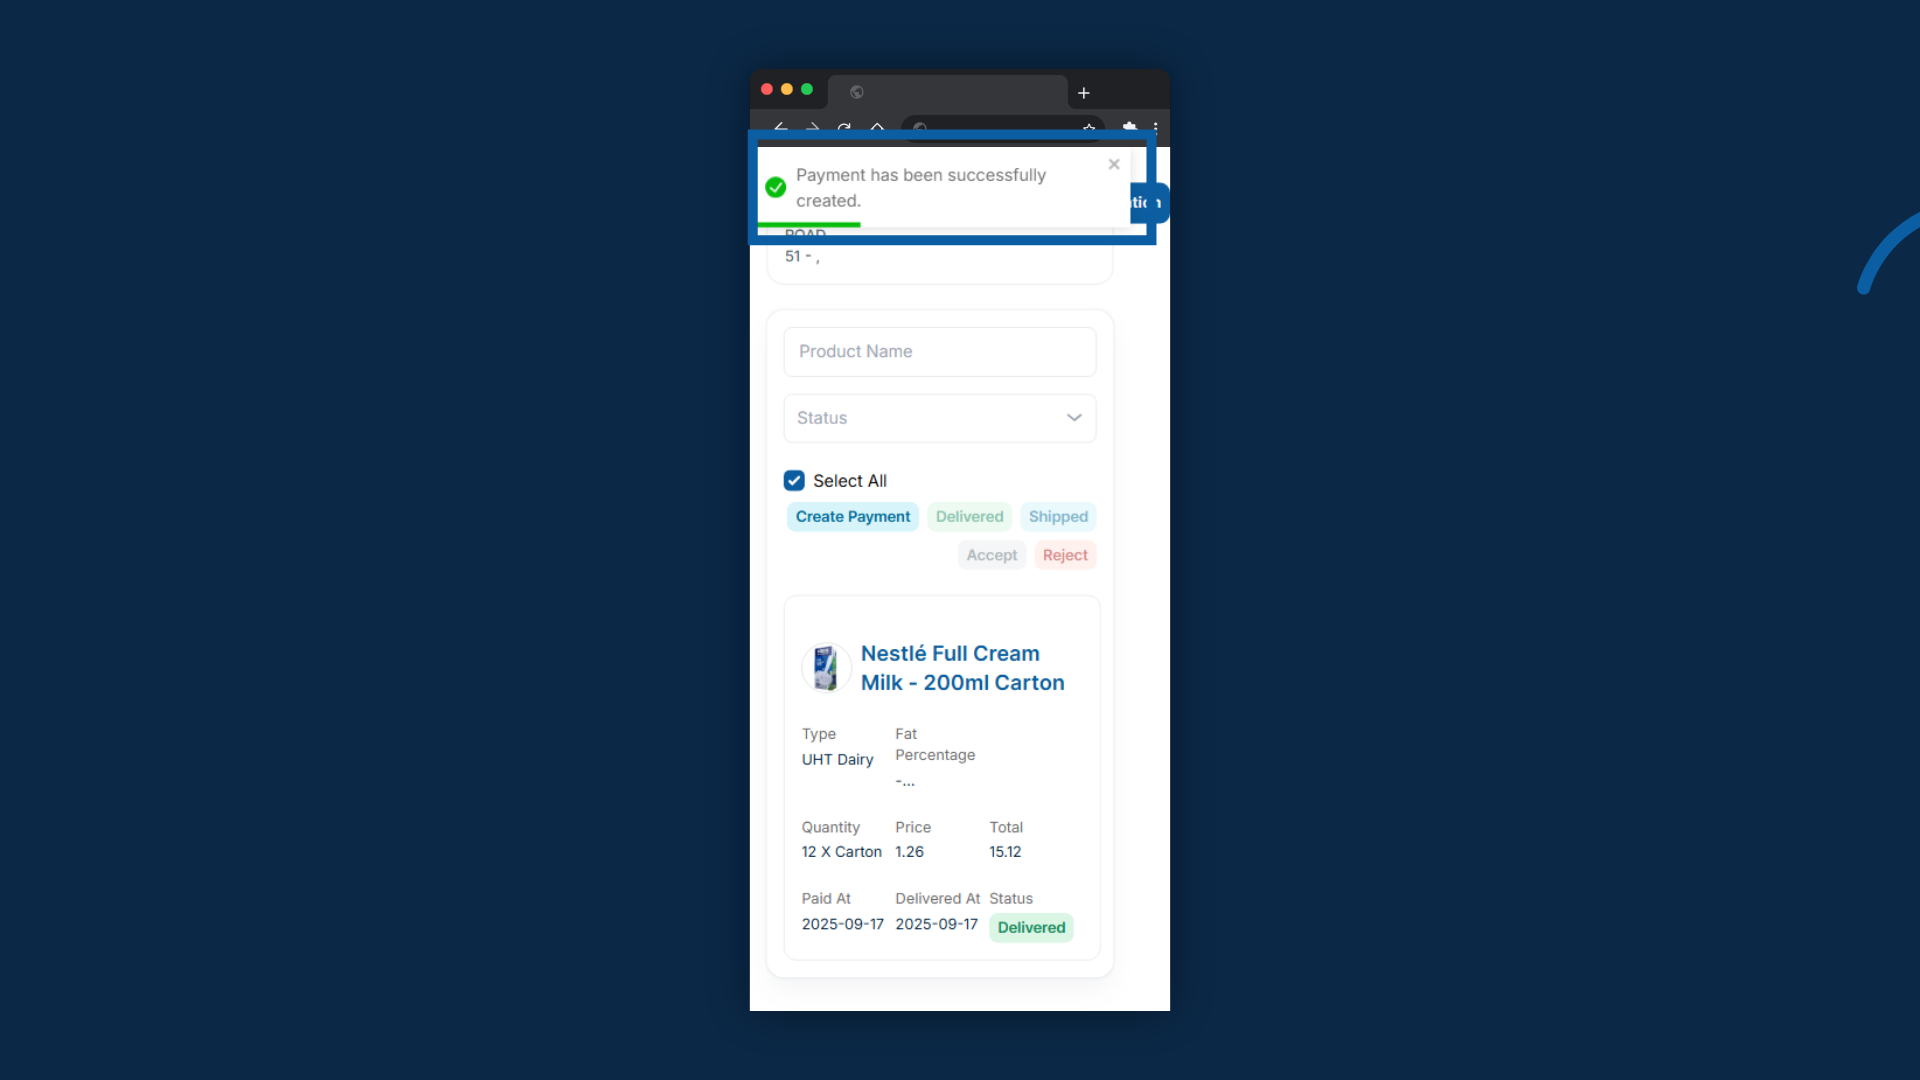 Payment has been successfully
created.
51 - ,
Product Name
Status
Select All
Create Payment Delivered Shipped
Accept Reject
Nestlé Full Cream
Milk - 200ml Carton
Type Fat
Percentage
UHT Dairy
-...
Quantity Price Total
12 X Carton 1.26 15.12
Paid At Delivered At Status
2025-09-17 2025-09-17 Delivered